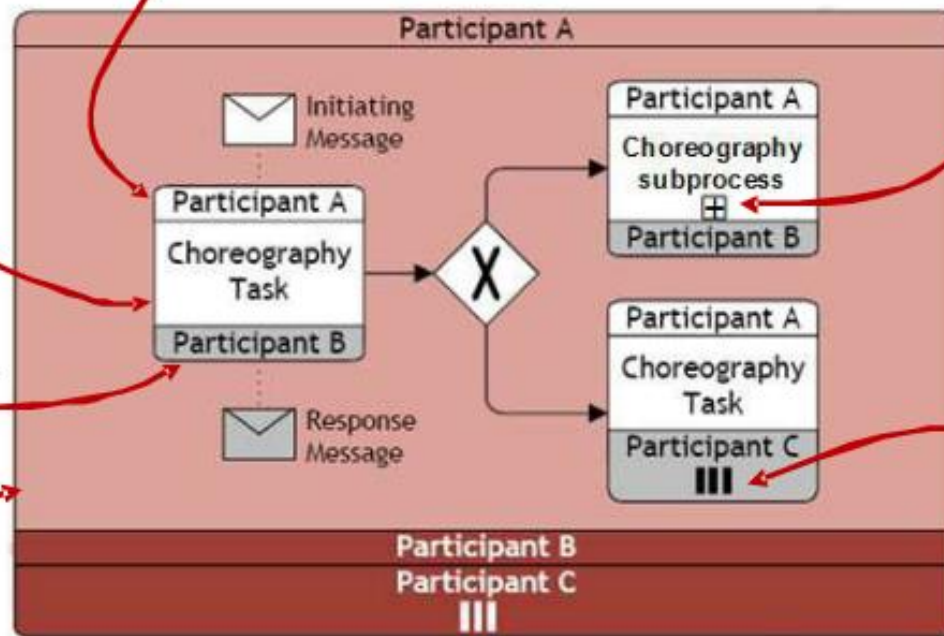 Participant A
Initiating
Message
Participant A
Choreography
Task
Participant B
Response
Message
X
Participant A
Choreography
subprocess
Participant B
Participant A
Choreography
Task
Participant C
Participant B
Participant C